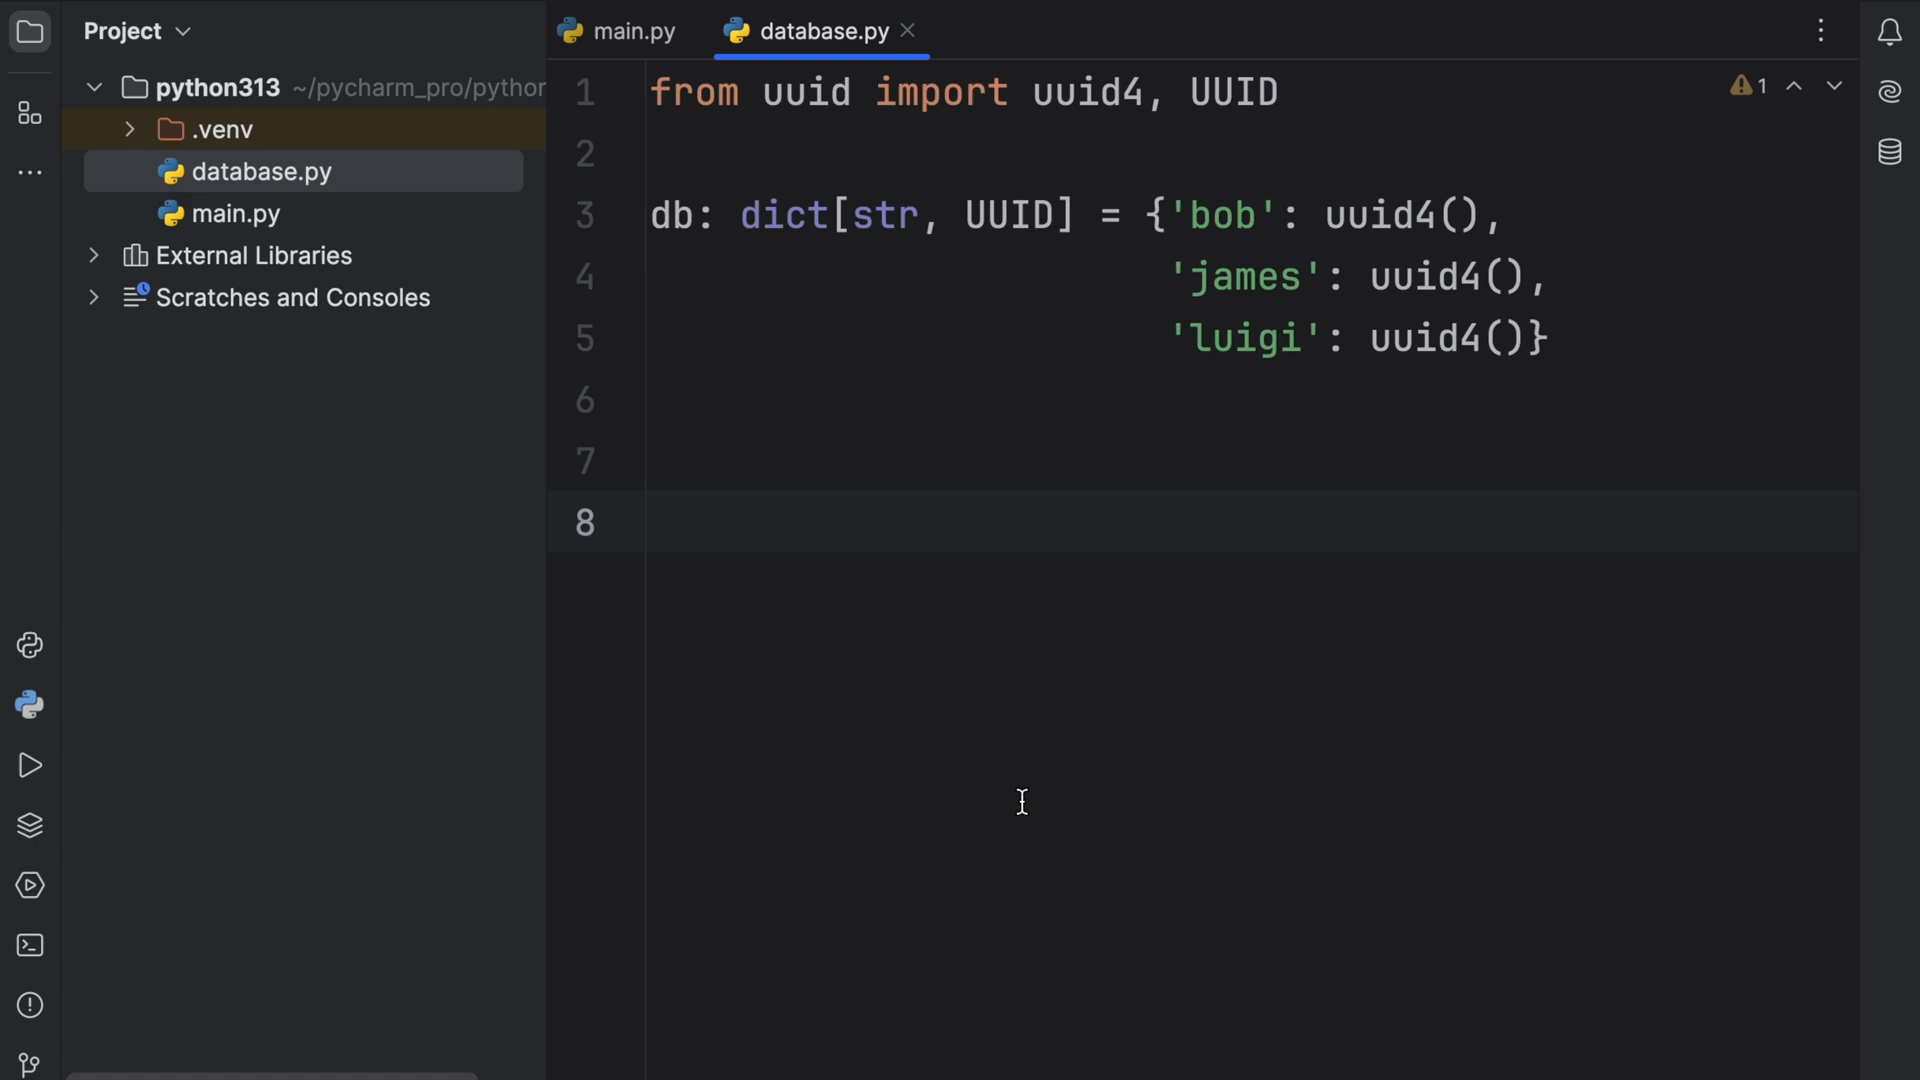 Project
python313 ~/pycharm_pro/python
.venv
database.py
main.py
External Libraries
Scratches and Consoles
main.py
database.py
1
1 from uuid import uuid4, UUID
2
3 db: dict[str, UUID] = {'bob': uuid4(),
4 'james': uuid4(),
5 'luigi': uuid4()}
6
7
8